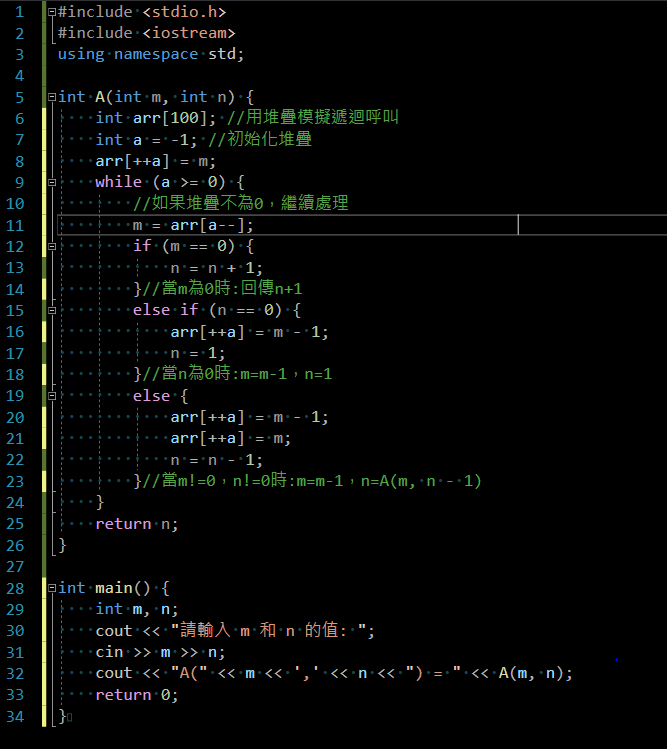 1 #include <stdio.h>
2 #include <iostream>
3 using namespace std;
4
5 int A(int m, int n) {
6 int arr[100]; //用堆疊模擬遞迴呼叫
7 int a = -1; //初始化堆疊
8 arr[++a] = m;
9 while (a >= 0) {
10 //如果堆疊不為0，繼續處理
11 m = arr[a--];
12 if (m == 0) {
13 n = n + 1;
14 }//當m為0時:回傳n+1
15 else if (n == 0) {
16 arr[++a] = m - 1;
17 n = 1;
18 }//當n為0時:m=m-1，n=1
19 else {
20 arr[++a] = m - 1;
21 arr[++a] = m;
22 n = n - 1;
23 }//當m!=0，n!=0時:m=m-1，n=A(m, n - 1)
24 }
25 return n;
26 }
27
28 int main() {
29 int m, n;
30 cout << "請輸入 m 和 n 的值: ";
31 cin >> m >> n;
32 cout << "A(" << m << ',' << n << ") = " << A(m, n);
33 return 0;
34 }